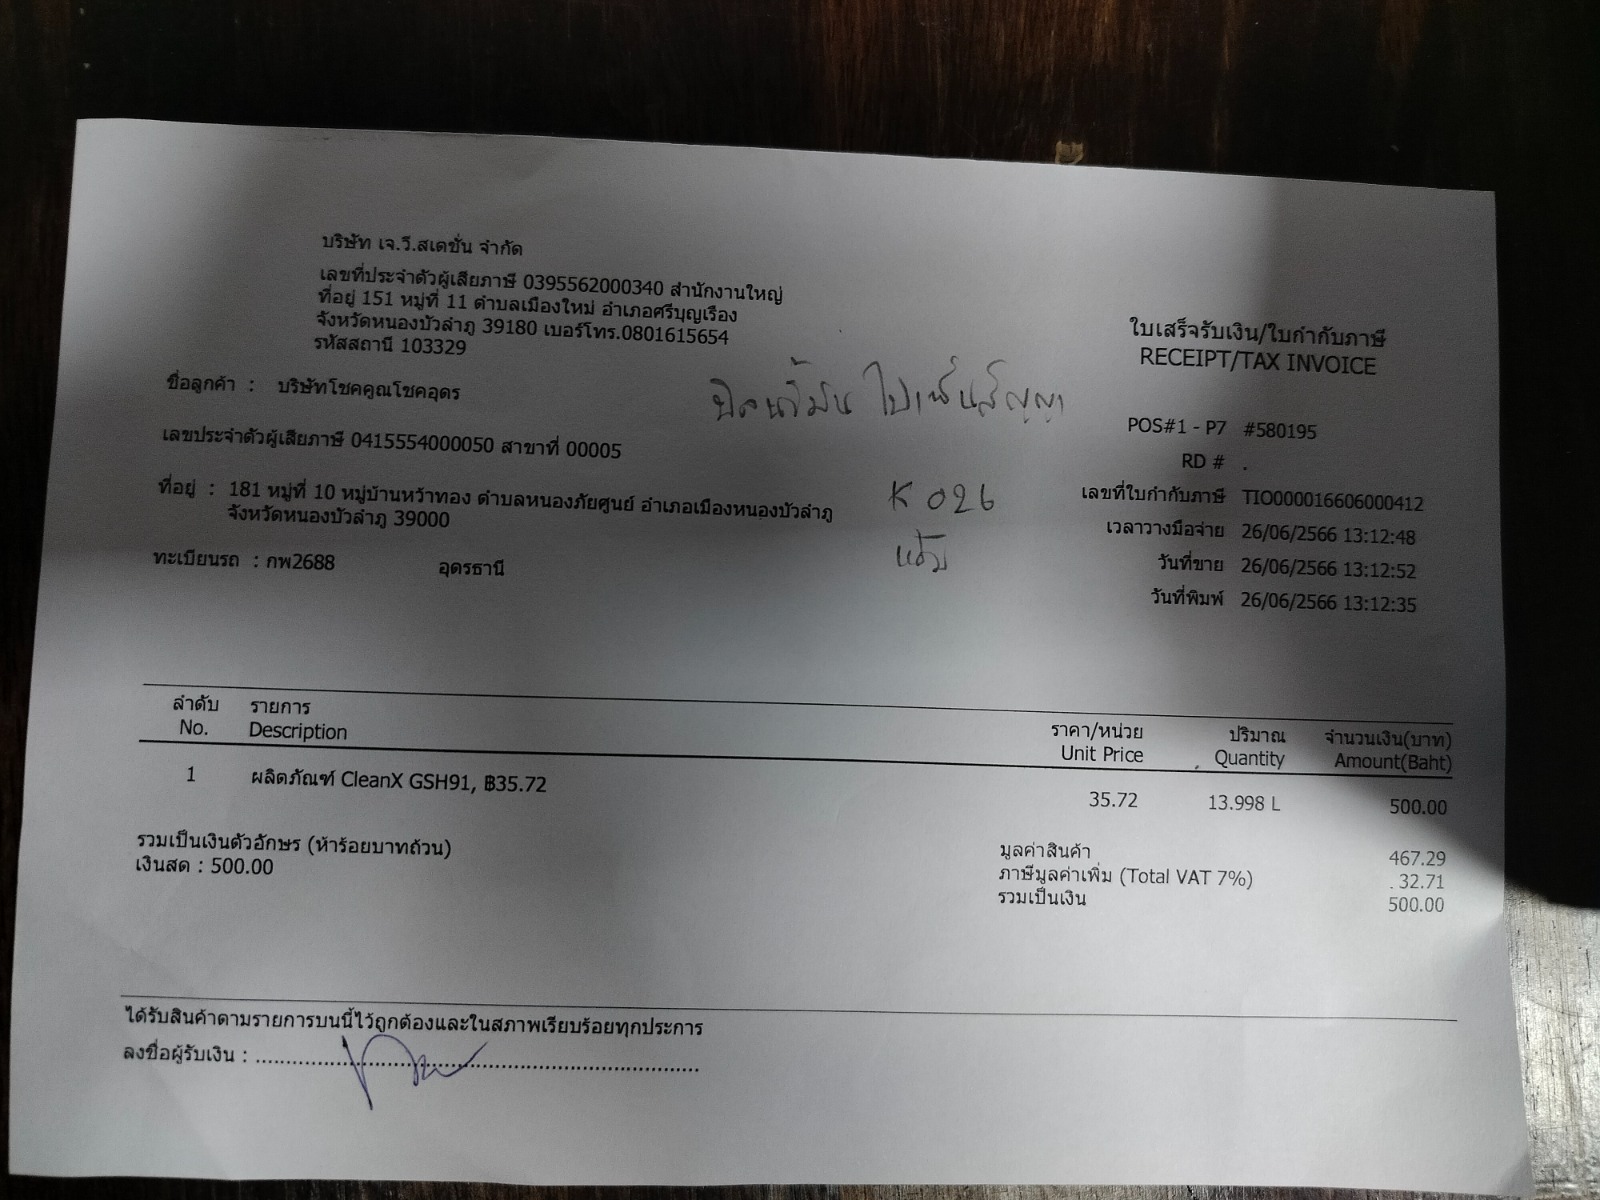 บริษัท เจ.วี.สเตชั่น จำกัด
เลขที่ประจำตัวผู้เสียภาษี 0395562000340 สำนักงานใหญ่
ที่อยู่ 151 หมู่ที่ 11 ตำบลเมืองใหม่ อำเภอศรีบุญเรือง
จังหวัดหนองบัวลำภู 39180 เบอร์โทร.0801615654
รหัสสถานี 103329
ใบเสร็จรับเงิน/ใบกำกับภาษี
RECEIPT/TAX INVOICE
ชื่อลูกค้า : บริษัทโชคคูณโชคอุดร
บิลน้ำมัน ไปเซ็นสัญญา
POS#1 - P7 #580195
เลขประจำตัวผู้เสียภาษี 0415554000050 สาขาที่ 00005
RD # .
ที่อยู่ : 181 หมู่ที่ 10 หมู่บ้านหว้าทอง ตำบลหนองภัยศูนย์ อำเภอเมืองหนองบัวลำภู
จังหวัดหนองบัวลำภู 39000
K 026
เลขที่ใบกำกับภาษี TIO000016606000412
เวลาวางมือจ่าย 26/06/2566 13:12:48
ทะเบียนรถ : กพ2688 อุดรธานี
วันที่ขาย 26/06/2566 13:12:52
วันที่พิมพ์ 26/06/2566 13:12:35
ลำดับ รายการ ราคา/หน่วย ปริมาณ จำนวนเงิน(บาท)
No. Description Unit Price Quantity Amount(Baht)
1 ผลิตภัณฑ์ CleanX GSH91, ฿35.72 35.72 13.998 L 500.00
รวมเป็นเงินตัวอักษร (ห้าร้อยบาทถ้วน)
เงินสด : 500.00
มูลค่าสินค้า 467.29
ภาษีมูลค่าเพิ่ม (Total VAT 7%) 32.71
รวมเป็นเงิน 500.00
ได้รับสินค้าตามรายการบนนี้ไว้ถูกต้องและในสภาพเรียบร้อยทุกประการ
ลงชื่อผู้รับเงิน :